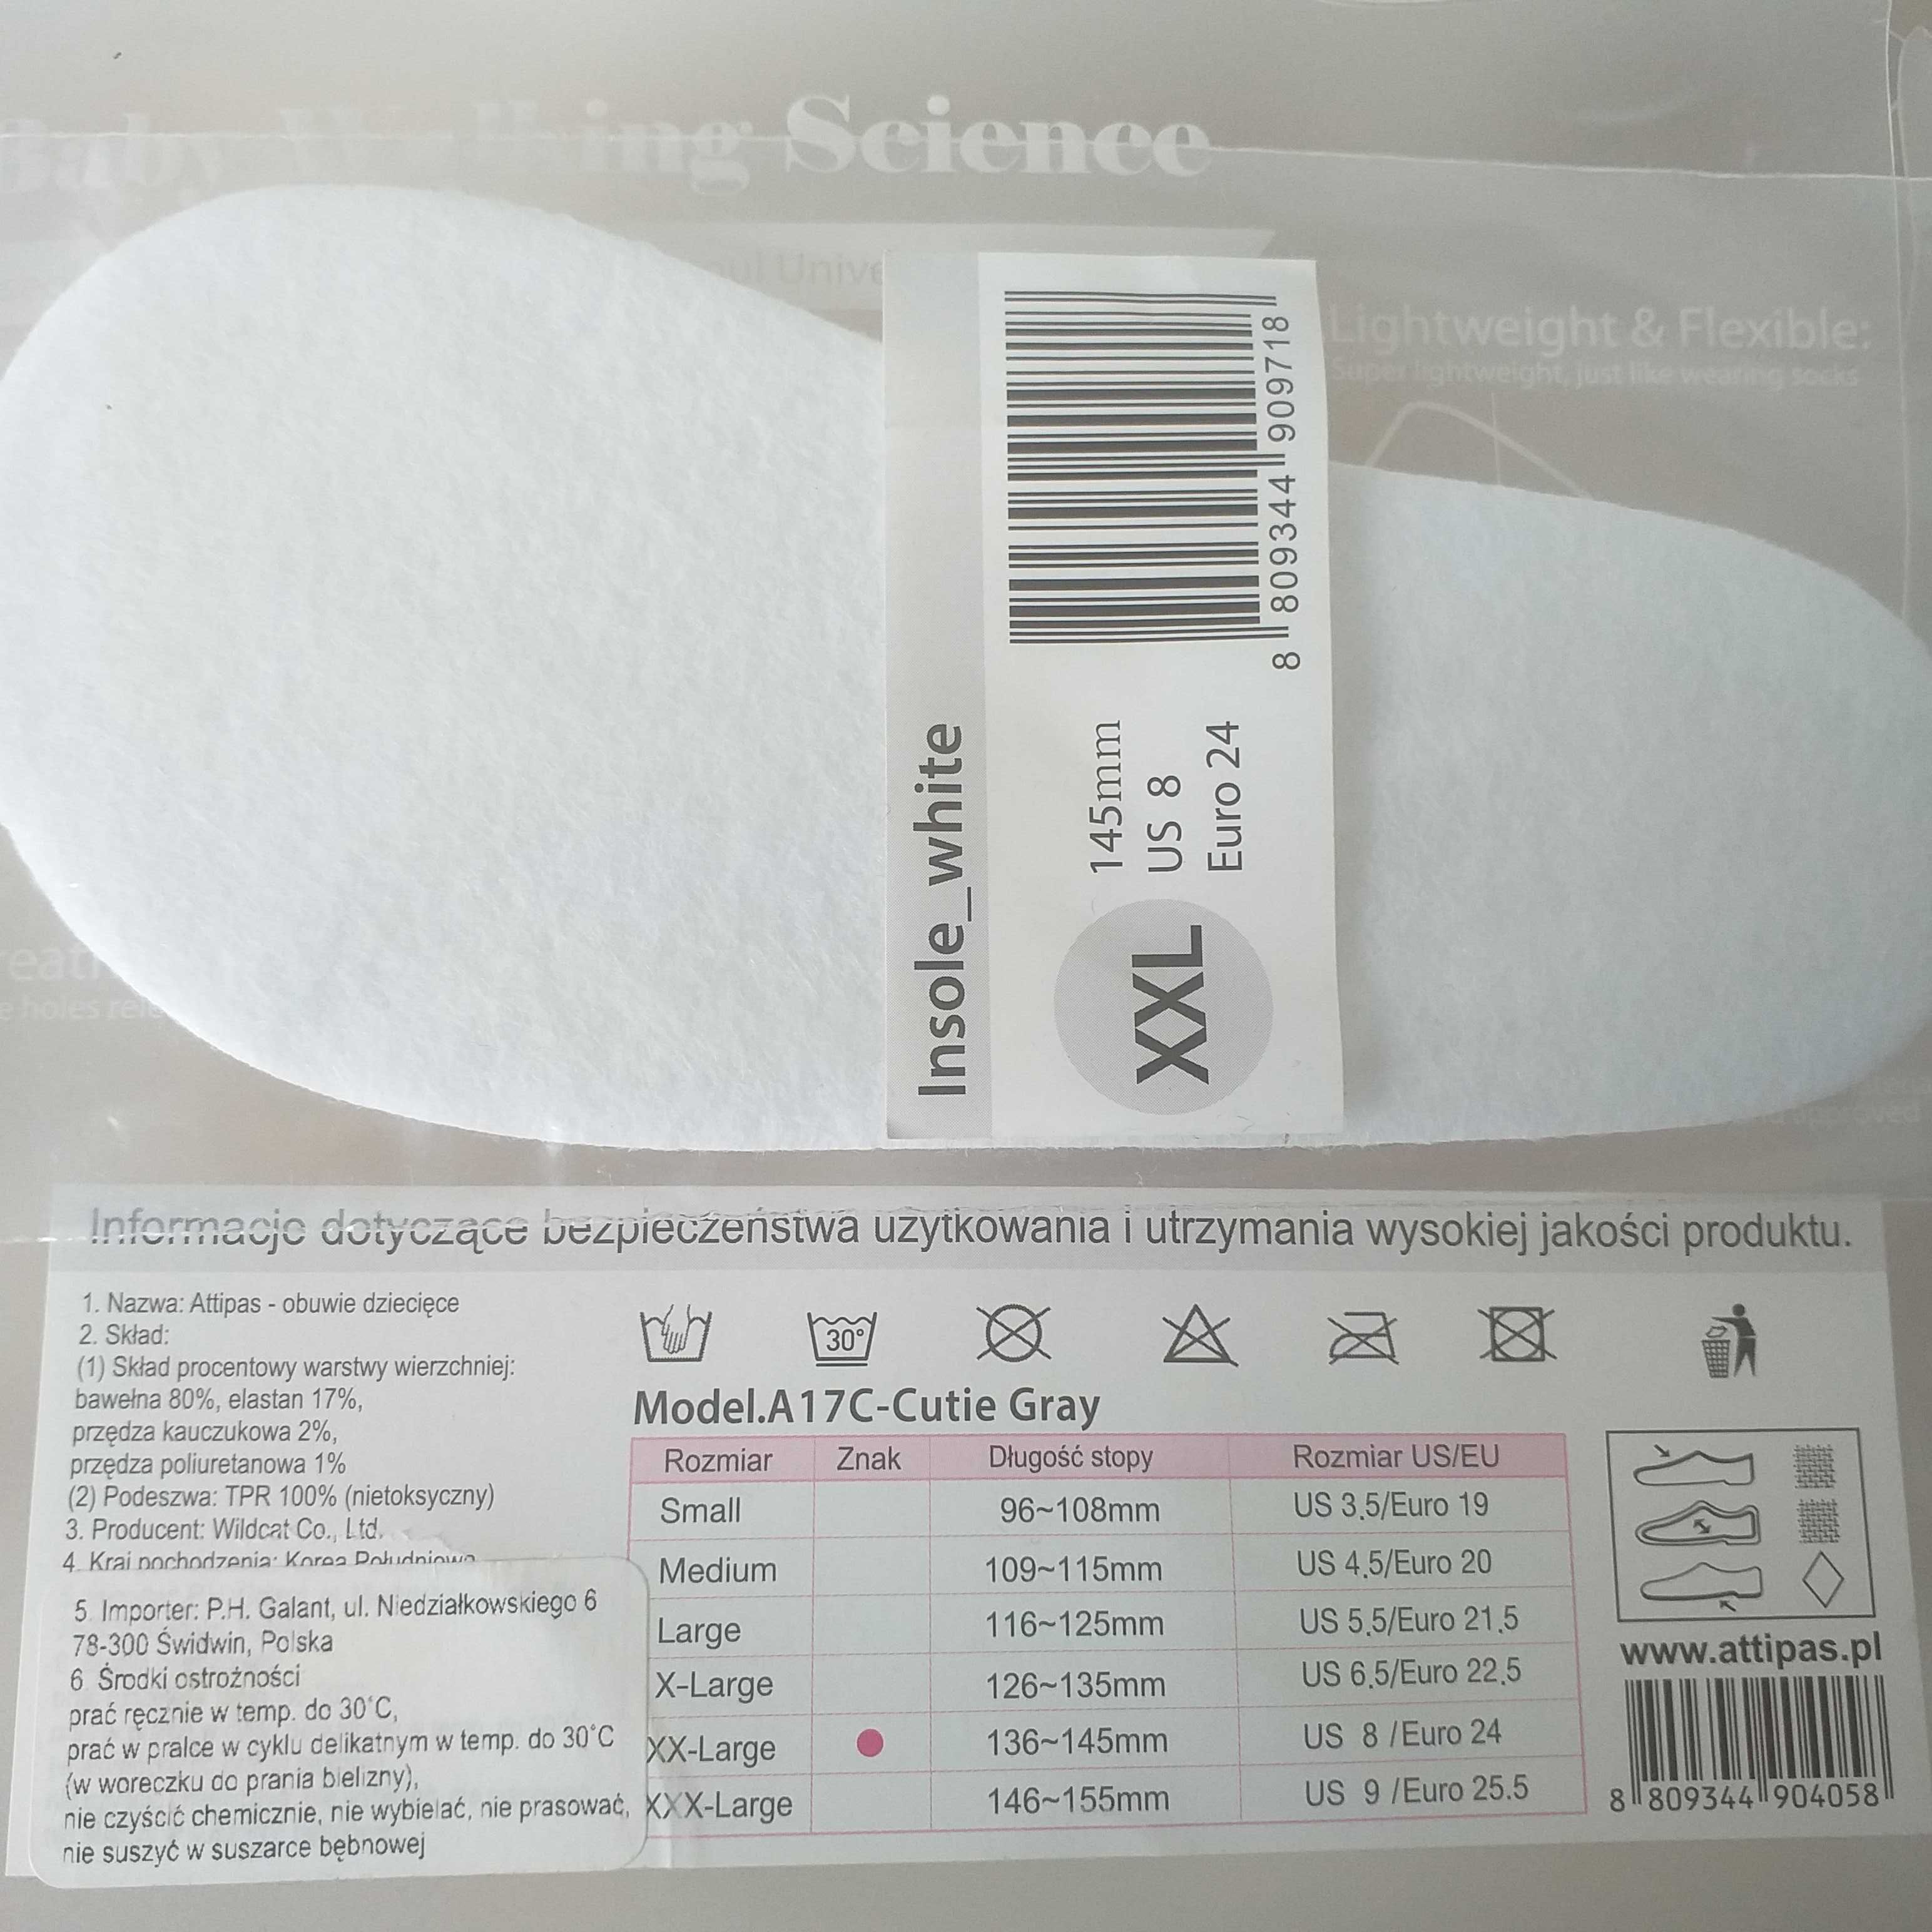 Baby Walking Science
Lightweight & Flexible:
Super lightweight, just like wearing socks
Insole_white
XXL
145mm
US 8
Euro 24
8 809344 909718
e holes
approved
Informacje dotyczące bezpieczeństwa użytkowania i utrzymania wysokiej jakości produktu.
1. Nazwa: Attipas - obuwie dziecięce
2. Skład:
(1) Skład procentowy warstwy wierzchniej:
bawełna 80%, elastan 17%,
przędza kauczukowa 2%,
przędza poliuretanowa 1%
(2) Podeszwa: TPR 100% (nietoksyczny)
3. Producent: Wildcat Co., Ltd.
4. Kraj pochodzenia: Korea Południowa
5. Importer: P.H. Galant, ul. Niedziałkowskiego 6
78-300 Świdwin, Polska
6. Środki ostrożności
prać ręcznie w temp. do 30°C,
prać w pralce w cyklu delikatnym w temp. do 30°C
(w woreczku do prania bielizny),
nie czyścić chemicznie, nie wybielać, nie prasować,
nie suszyć w suszarce bębnowej
30°
Model.A17C-Cutie Gray
Rozmiar Znak Długość stopy Rozmiar US/EU
Small 96~108mm US 3.5/Euro 19
Medium 109~115mm US 4.5/Euro 20
Large 116~125mm US 5.5/Euro 21.5
X-Large 126~135mm US 6.5/Euro 22.5
XX-Large 136~145mm US 8 /Euro 24
XXX-Large 146~155mm US 9 /Euro 25.5
www.attipas.pl
8 809344 904058